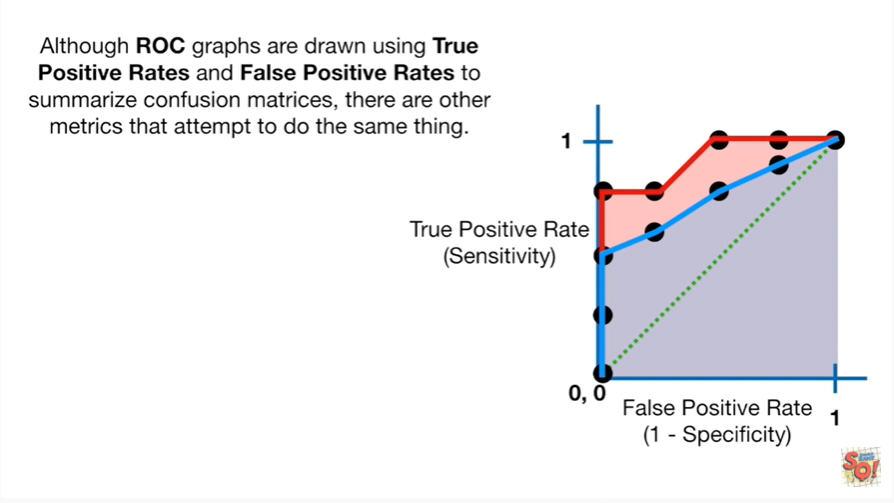 Although ROC graphs are drawn using True
Positive Rates and False Positive Rates to
summarize confusion matrices, there are other
metrics that attempt to do the same thing.
1
True Positive Rate
(Sensitivity)
0, 0
False Positive Rate
(1 - Specificity)
1
SQ!